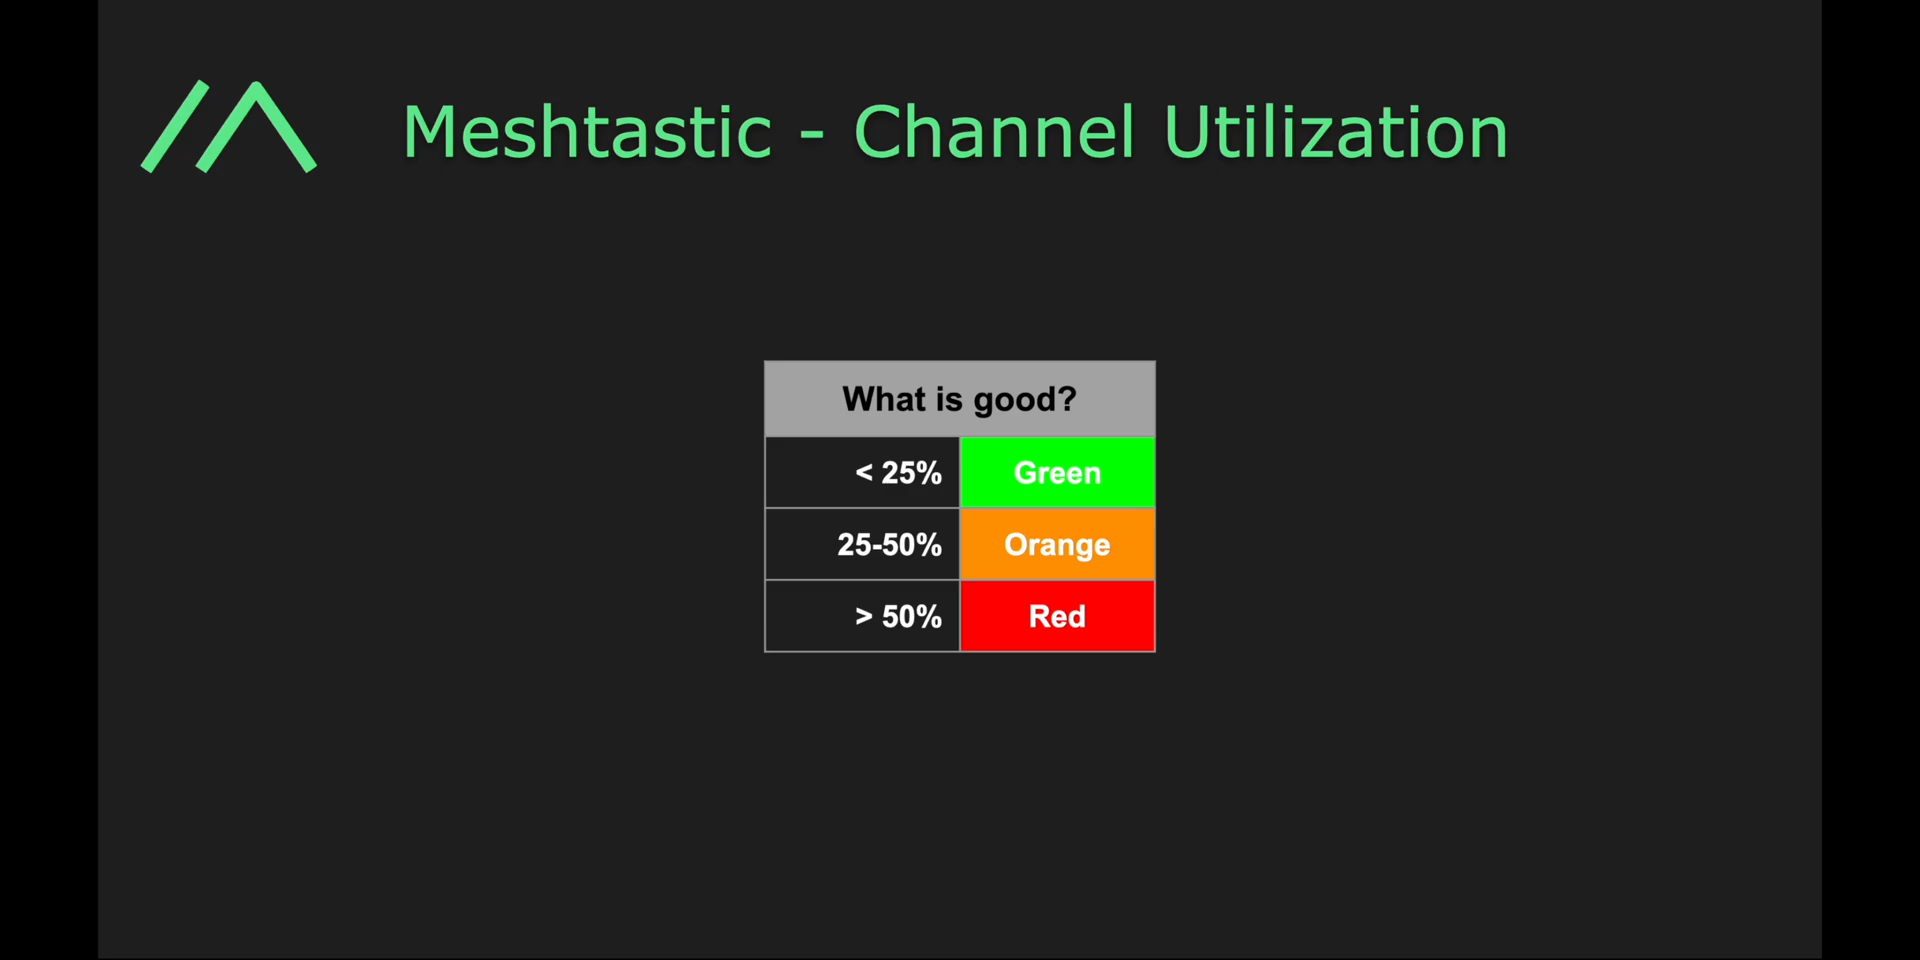 Meshtastic - Channel Utilization
What is good?
< 25% Green
25-50% Orange
> 50% Red